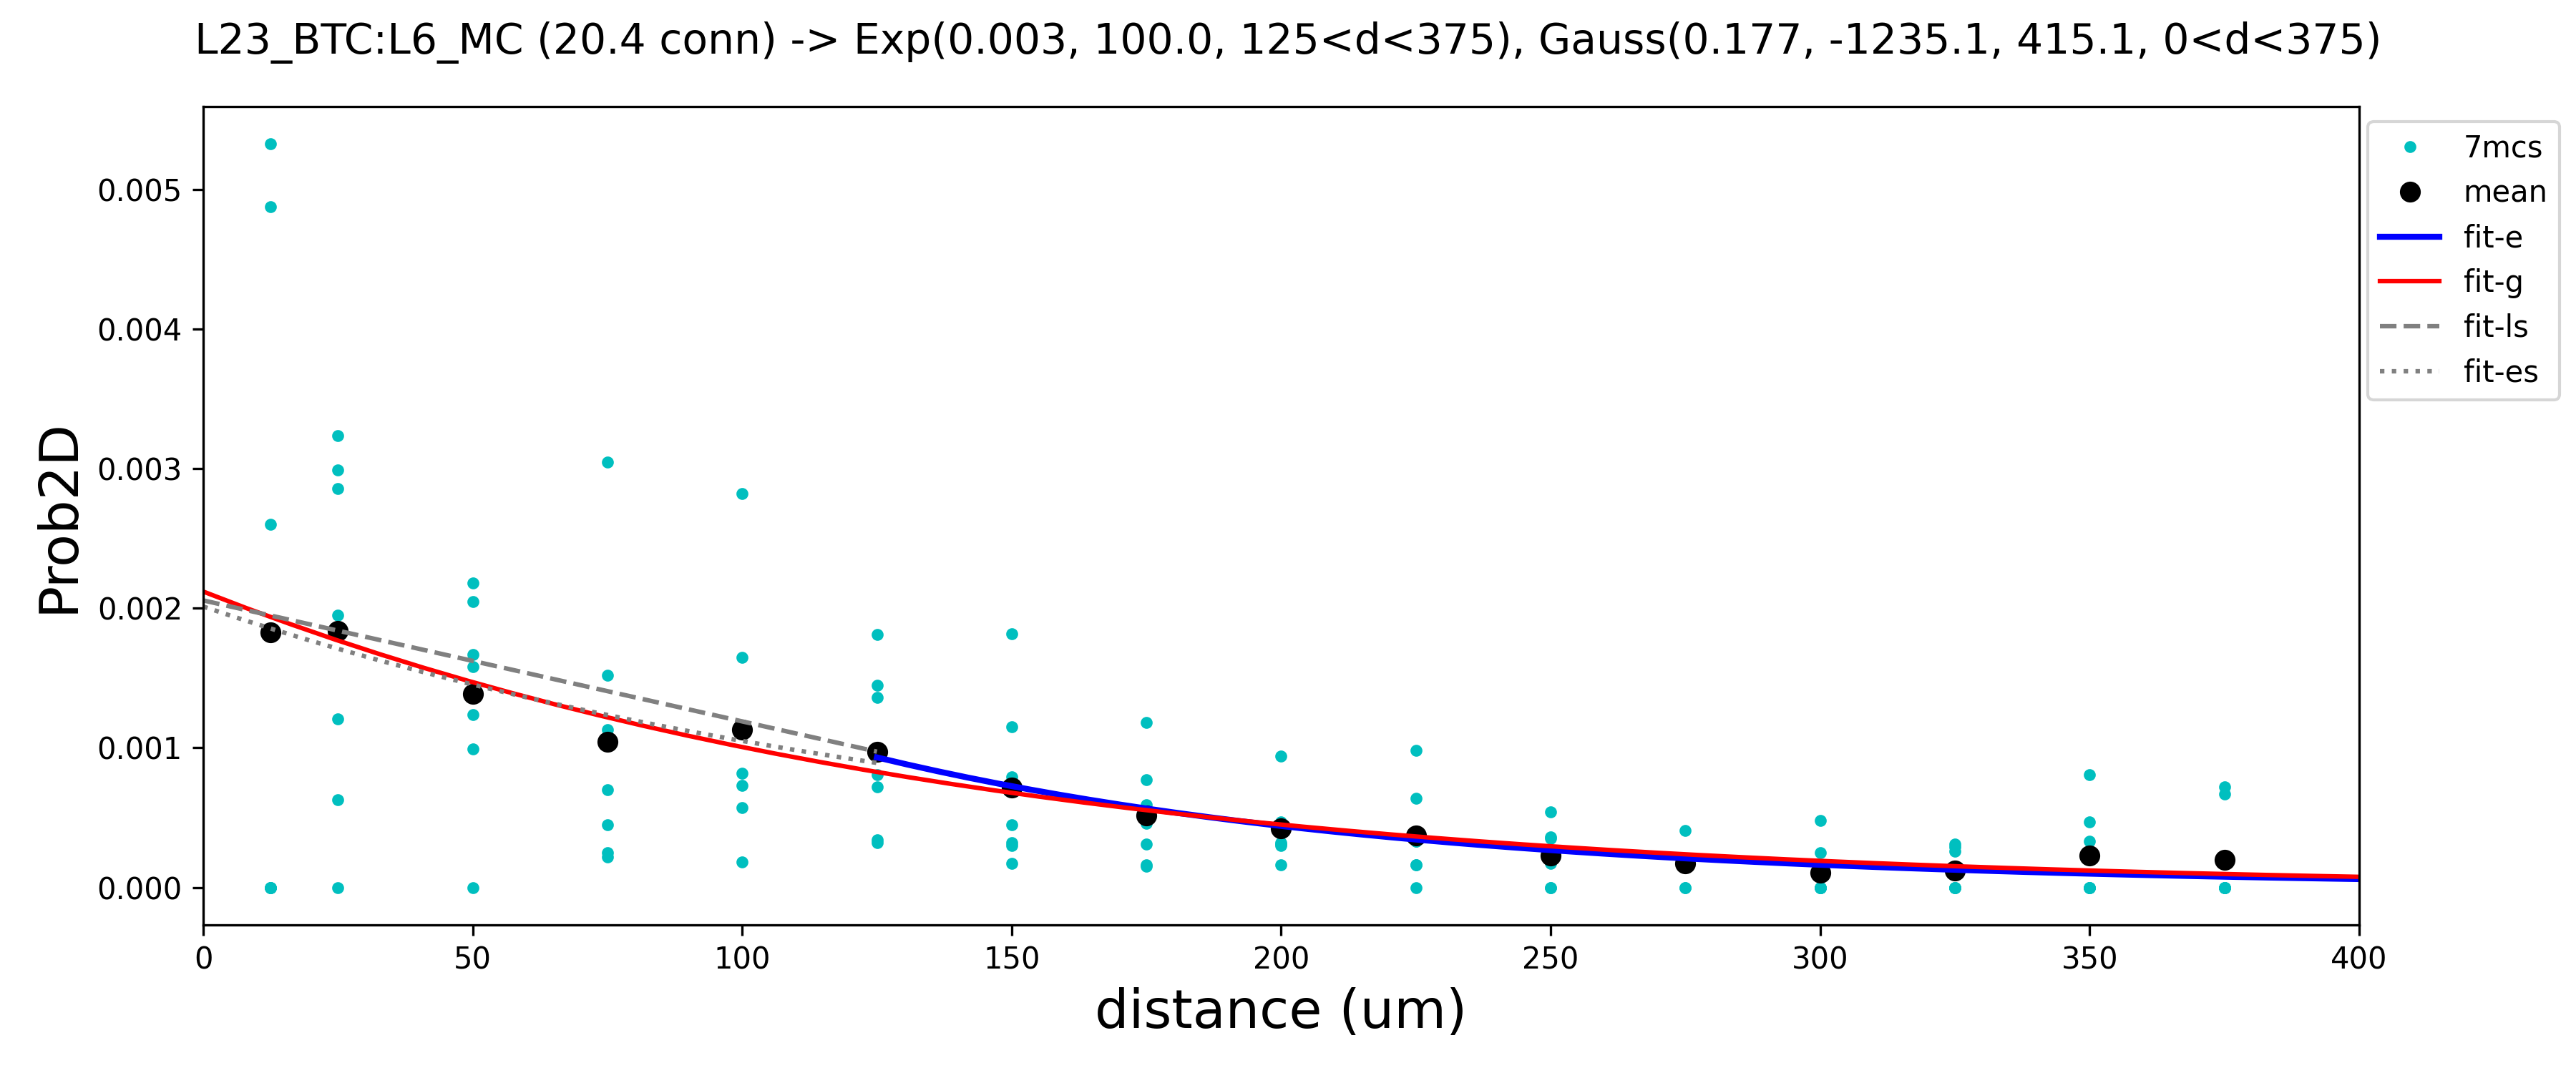 L23_BTC:L6_MC (20.4 conn) -> Exp(0.003, 100.0, 125<d<375), Gauss(0.177, -1235.1, 415.1, 0<d<375)
0.005
0.004
0.003
0.002
0.001
0.000
Prob2D
0 50 100 150 200 250 300 350 400
distance (um)
7mcs
mean
fit-e
fit-g
fit-ls
fit-es